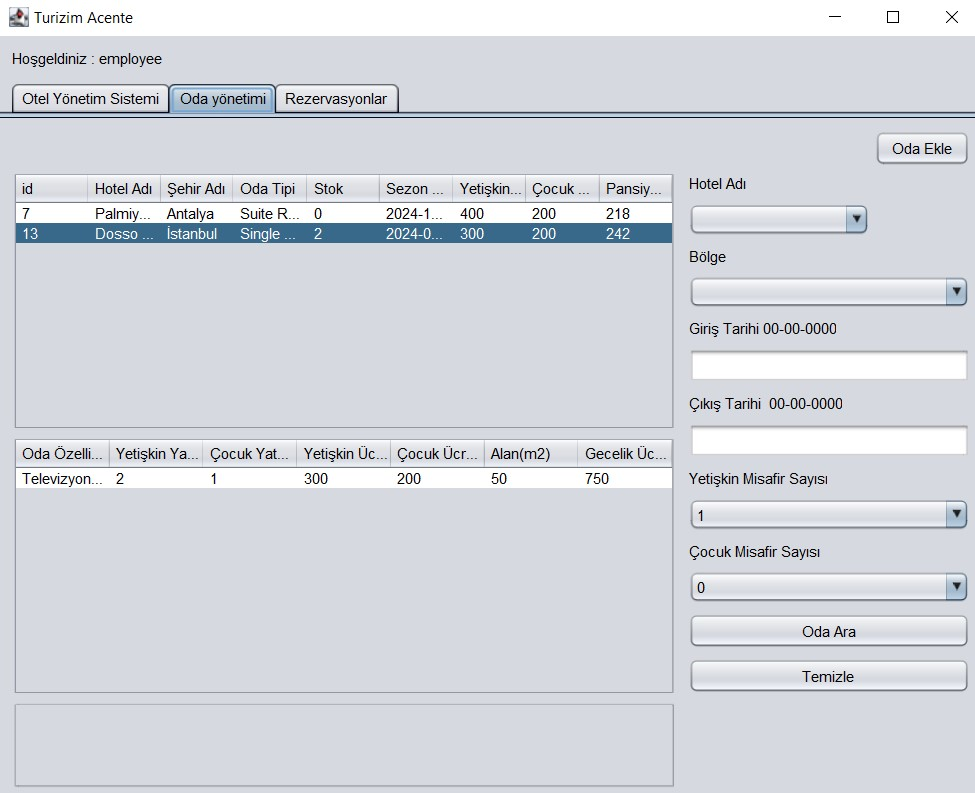 Turizim Acente
Hoşgeldiniz : employee
Otel Yönetim Sistemi Oda yönetimi Rezervasyonlar
Oda Ekle
id Hotel Adı Şehir Adı Oda Tipi Stok Sezon ... Yetişkin... Çocuk ... Pansiy...
7 Palmiy... Antalya Suite R... 0 2024-1... 400 200 218
13 Dosso ... İstanbul Single ... 2 2024-0... 300 200 242
Oda Özelli... Yetişkin Ya... Çocuk Yat... Yetişkin Üc... Çocuk Ücr... Alan(m2) Gecelik Üc...
Televizyon... 2 1 300 200 50 750
Hotel Adı
Bölge
Giriş Tarihi 00-00-0000
Çıkış Tarihi 00-00-0000
Yetişkin Misafir Sayısı
1
Çocuk Misafir Sayısı
0
Oda Ara
Temizle